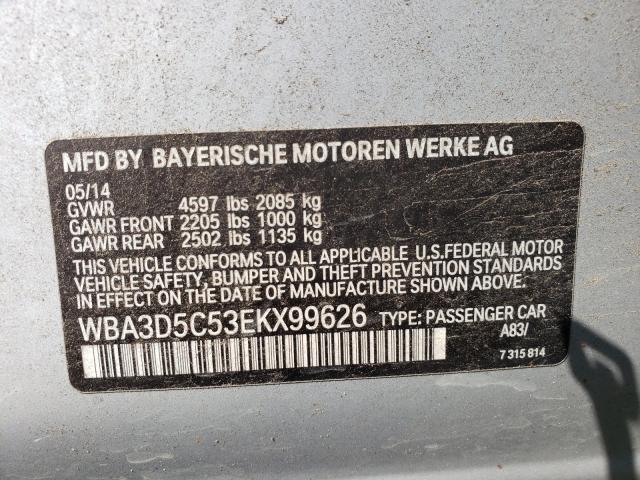 MFD BY BAYERISCHE MOTOREN WERKE AG
05/14
GVWR 4597 lbs 2085 kg
GAWR FRONT 2205 lbs 1000 kg
GAWR REAR 2502 lbs 1135 kg
THIS VEHICLE CONFORMS TO ALL APPLICABLE U.S.FEDERAL MOTOR
VEHICLE SAFETY, BUMPER AND THEFT PREVENTION STANDARDS
IN EFFECT ON THE DATE OF MANUFACTURE SHOWN ABOVE.
WBA3D5C53EKX99626 TYPE: PASSENGER CAR
A83/
7 315 814